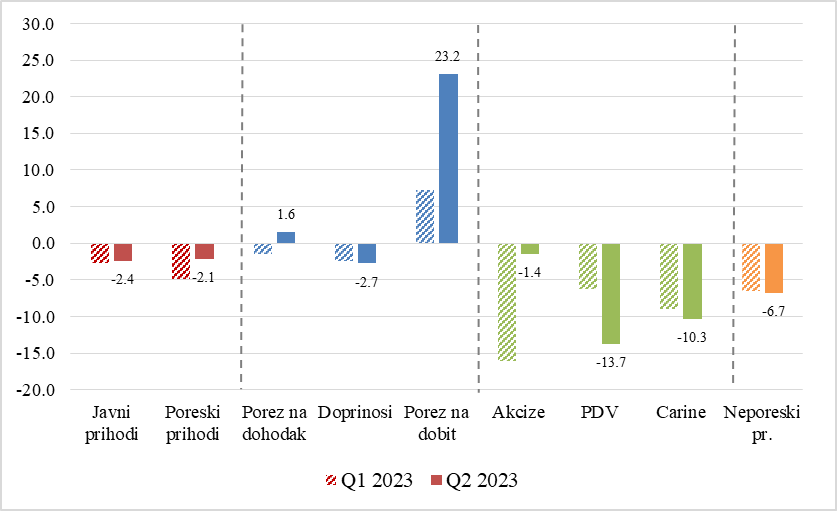 30.0
25.0
20.0
15.0
10.0
5.0
0.0
-5.0
-10.0
-15.0
-20.0
-2.4
-2.1
1.6
-2.7
23.2
-1.4
-13.7
-10.3
-6.7
Javni
prihodi
Poreski
prihodi
Porez na
dohodak
Doprinosi
Porez na
dobit
Akcize
PDV
Carine
Neporeski
pr.
Q1 2023
Q2 2023